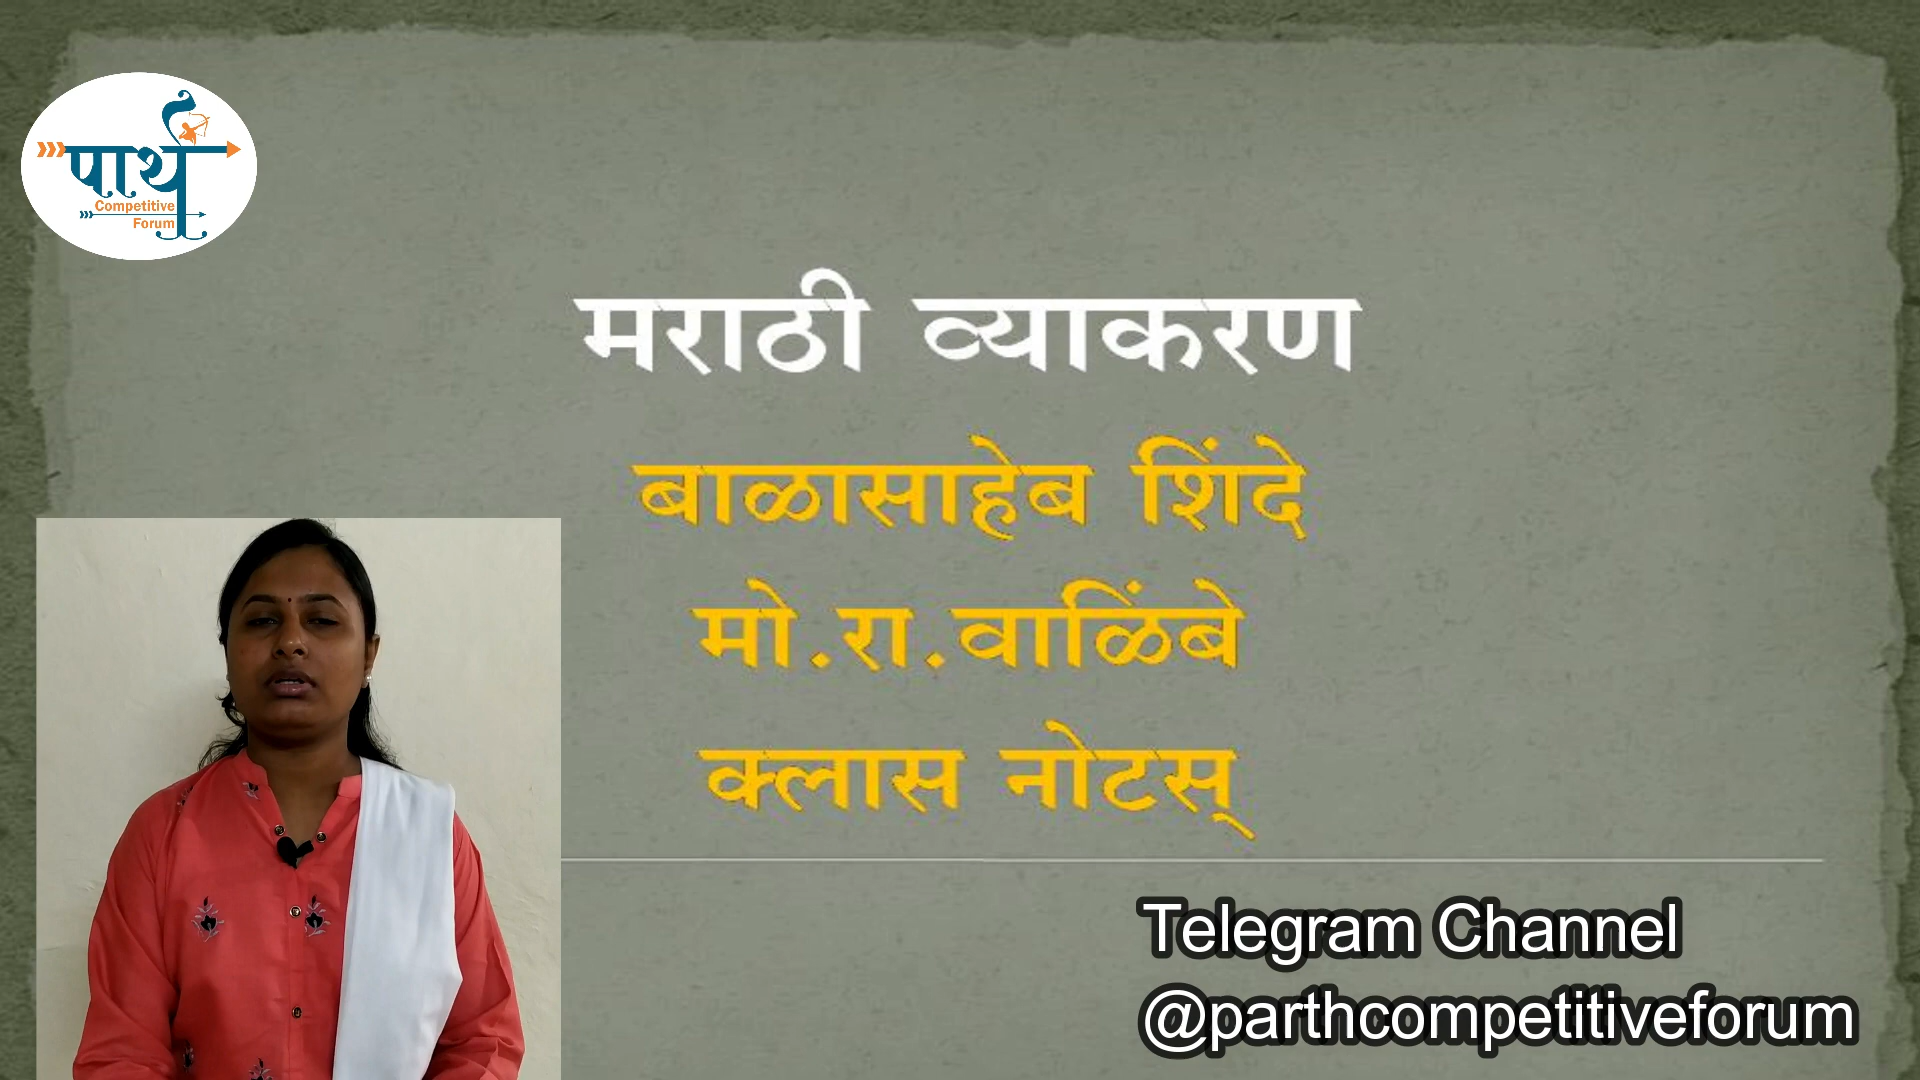 पार्थ
Competitive
Forum
मराठी व्याकरण
बाळासाहेब शिंदे
मो.रा.वाळिंबे
क्लास नोटस्
Telegram Channel
@parthcompetitiveforum